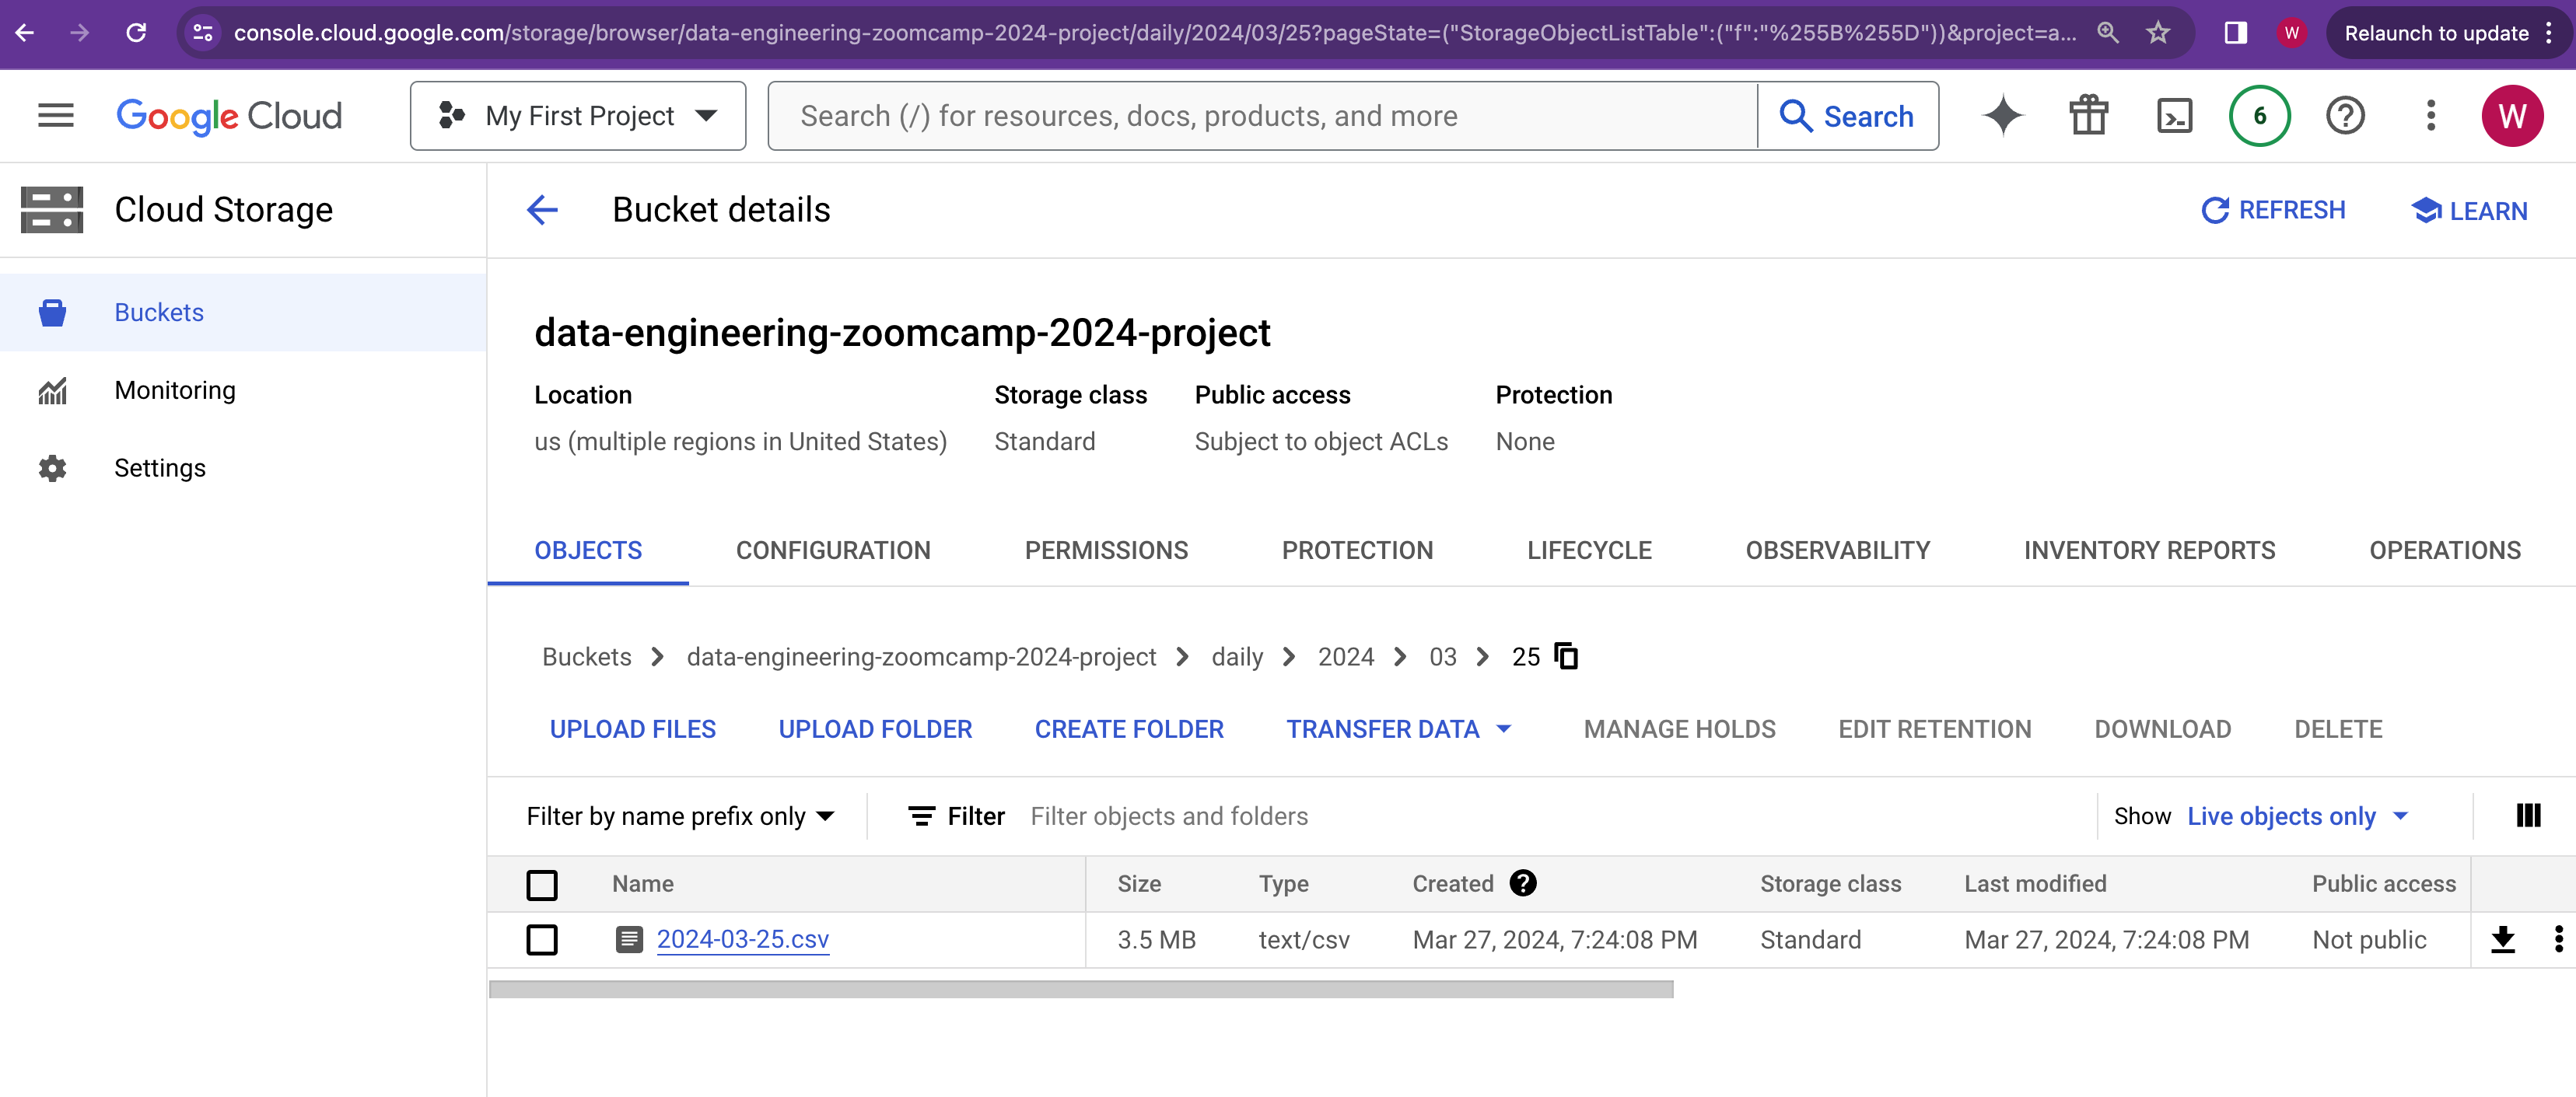 console.cloud.google.com/storage/browser/data-engineering-zoomcamp-2024-project/daily/2024/03/25?pageState=("StorageObjectListTable":("f":"%255B%255D"))&project=a...
W
Relaunch to update
Google Cloud
My First Project
Search (/) for resources, docs, products, and more
Search
6
W
Cloud Storage
Bucket details
REFRESH
LEARN
Buckets
Monitoring
Settings
data-engineering-zoomcamp-2024-project
Location Storage class Public access Protection
us (multiple regions in United States) Standard Subject to object ACLs None
OBJECTS CONFIGURATION PERMISSIONS PROTECTION LIFECYCLE OBSERVABILITY INVENTORY REPORTS OPERATIONS
Buckets data-engineering-zoomcamp-2024-project daily 2024 03 25
UPLOAD FILES UPLOAD FOLDER CREATE FOLDER TRANSFER DATA MANAGE HOLDS EDIT RETENTION DOWNLOAD DELETE
Filter by name prefix only Filter Filter objects and folders Show Live objects only
Name Size Type Created Storage class Last modified Public access
2024-03-25.csv 3.5 MB text/csv Mar 27, 2024, 7:24:08 PM Standard Mar 27, 2024, 7:24:08 PM Not public